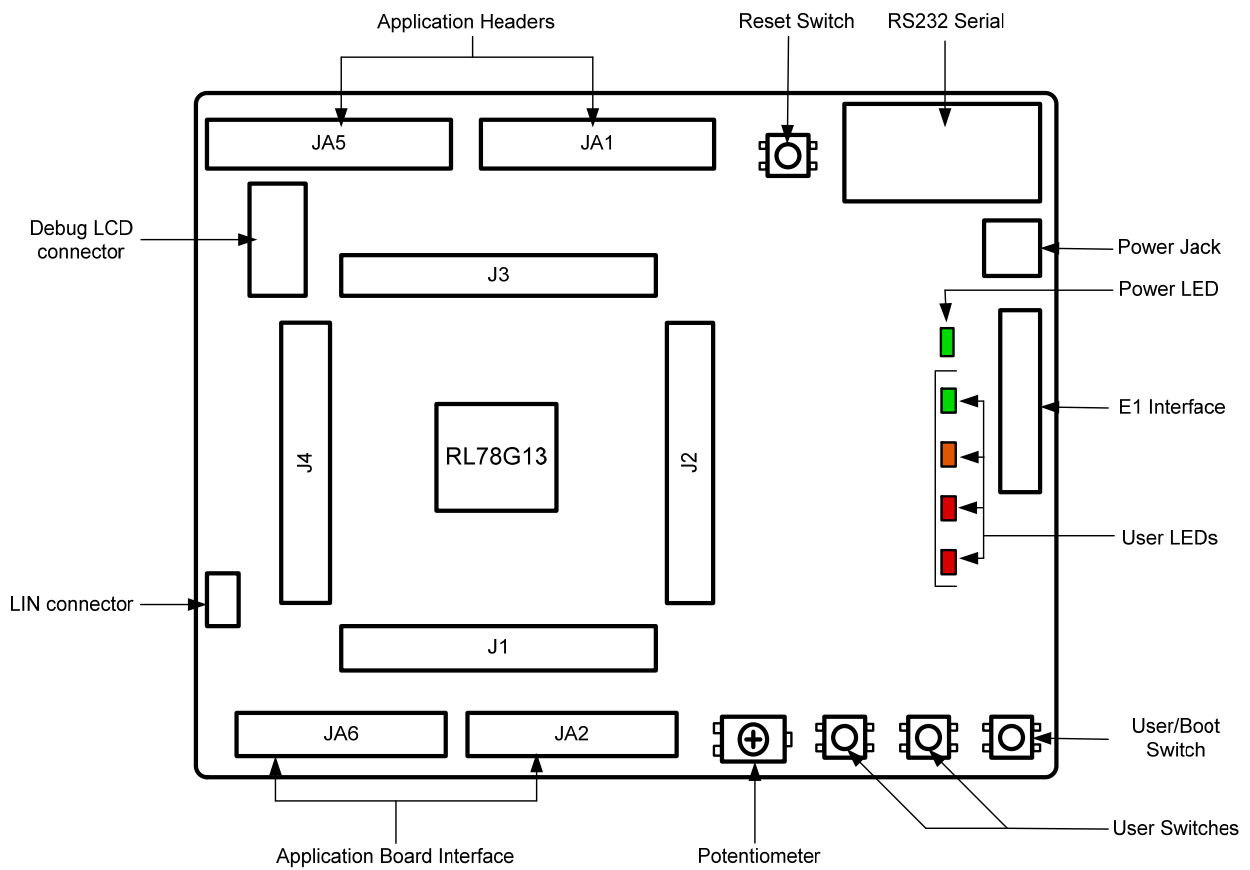 Application Headers
Reset Switch
RS232 Serial
JA5
JA1
Debug LCD
connector
J3
Power Jack
Power LED
J4
RL78G13
J2
E1 Interface
User LEDs
LIN connector
J1
JA6
JA2
User/Boot
Switch
User Switches
Application Board Interface
Potentiometer